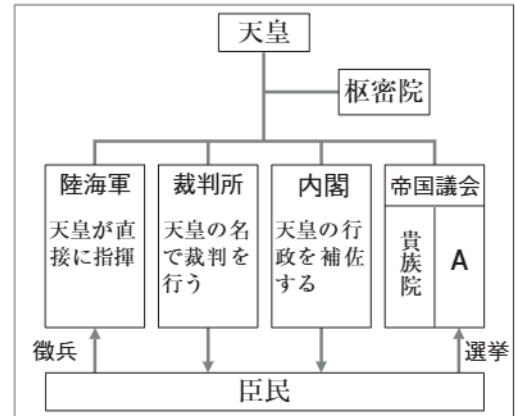 天皇
枢密院
陸海軍
天皇が直
接に指揮
裁判所
天皇の名
で裁判を
行う
内閣
天皇の行
政を補佐
する
帝国議会
貴族院
A
徴兵
選挙
臣民